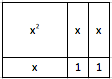 x² x x
x 1 1